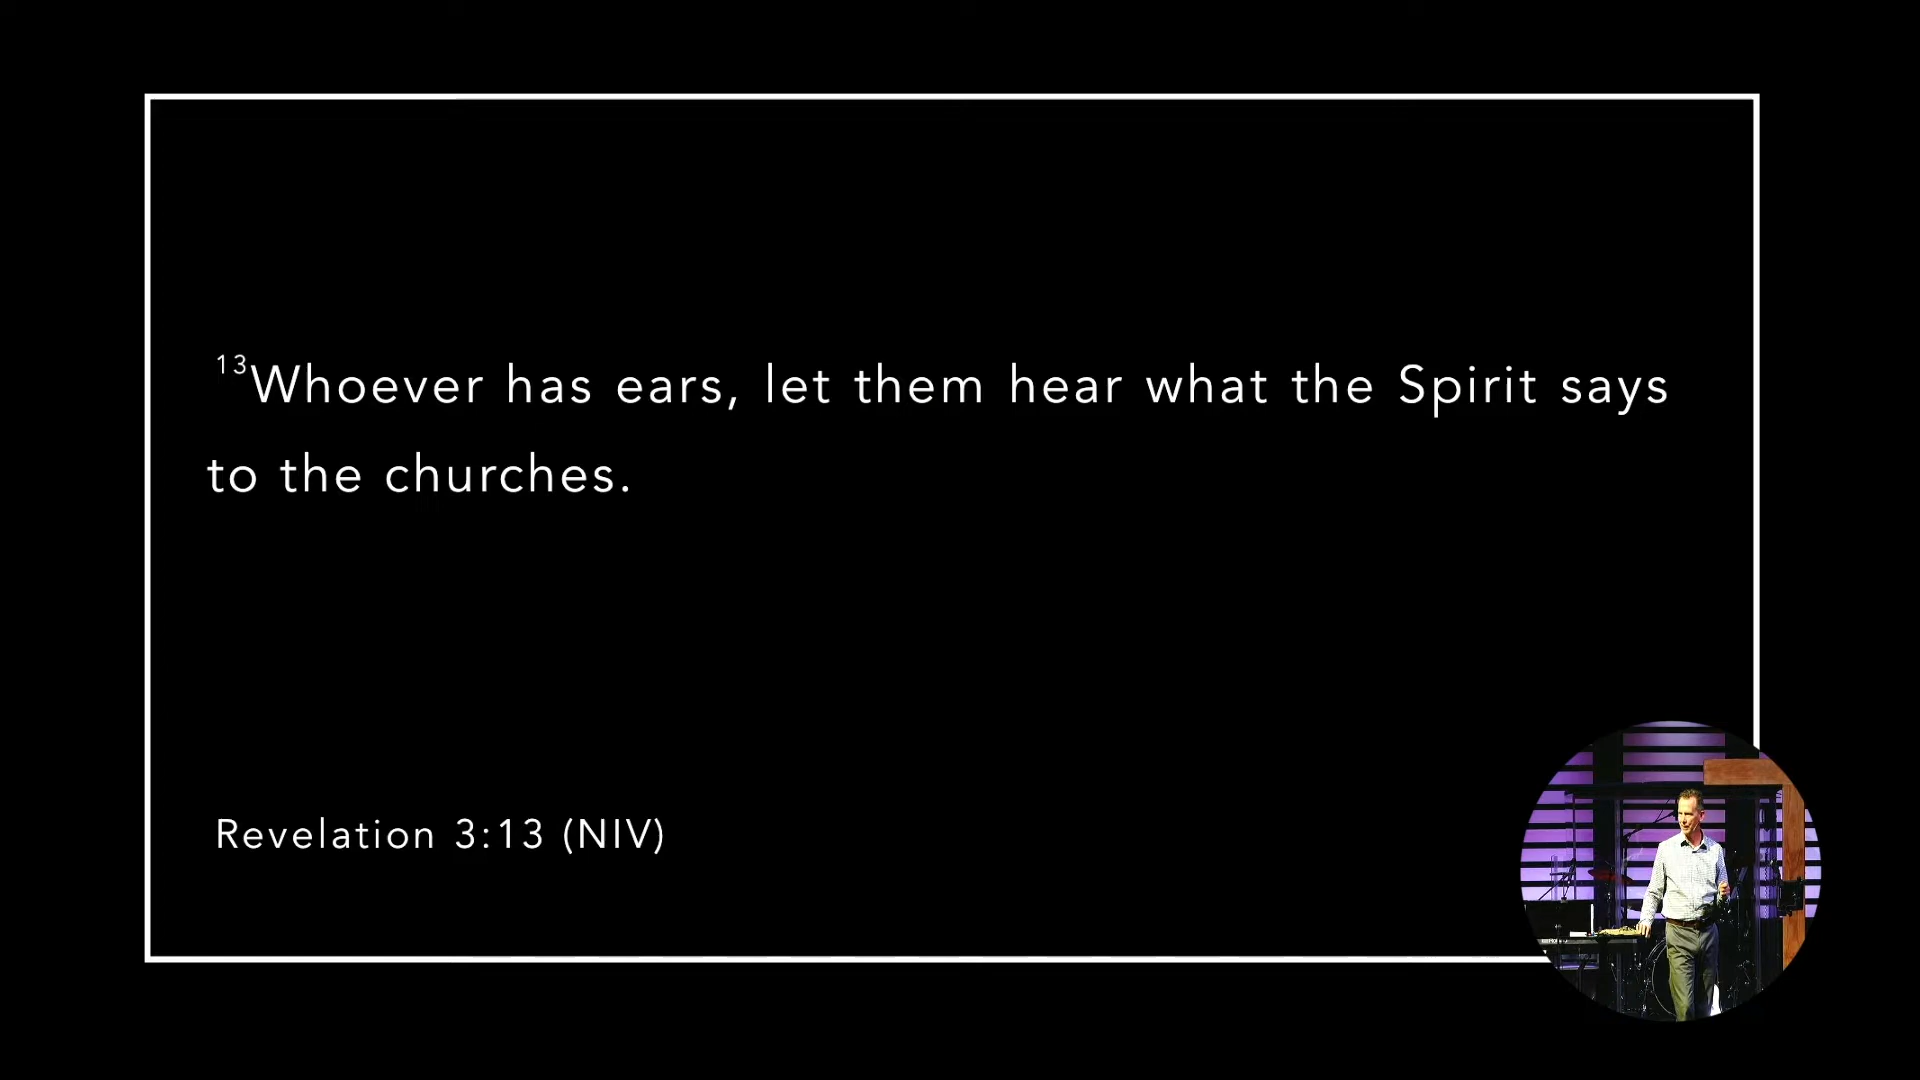 13Whoever has ears, let them hear what the Spirit says
to the churches.
Revelation 3:13 (NIV)